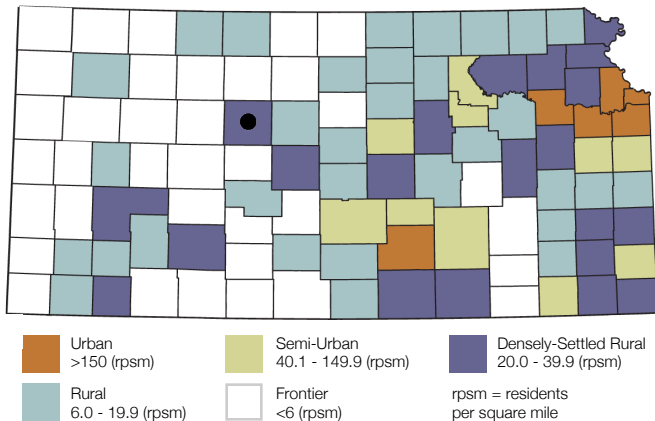 Urban
>150 (rpsm)
Semi-Urban
40.1 - 149.9 (rpsm)
Densely-Settled Rural
20.0 - 39.9 (rpsm)
Rural
6.0 - 19.9 (rpsm)
Frontier
<6 (rpsm)
rpsm = residents
per square mile